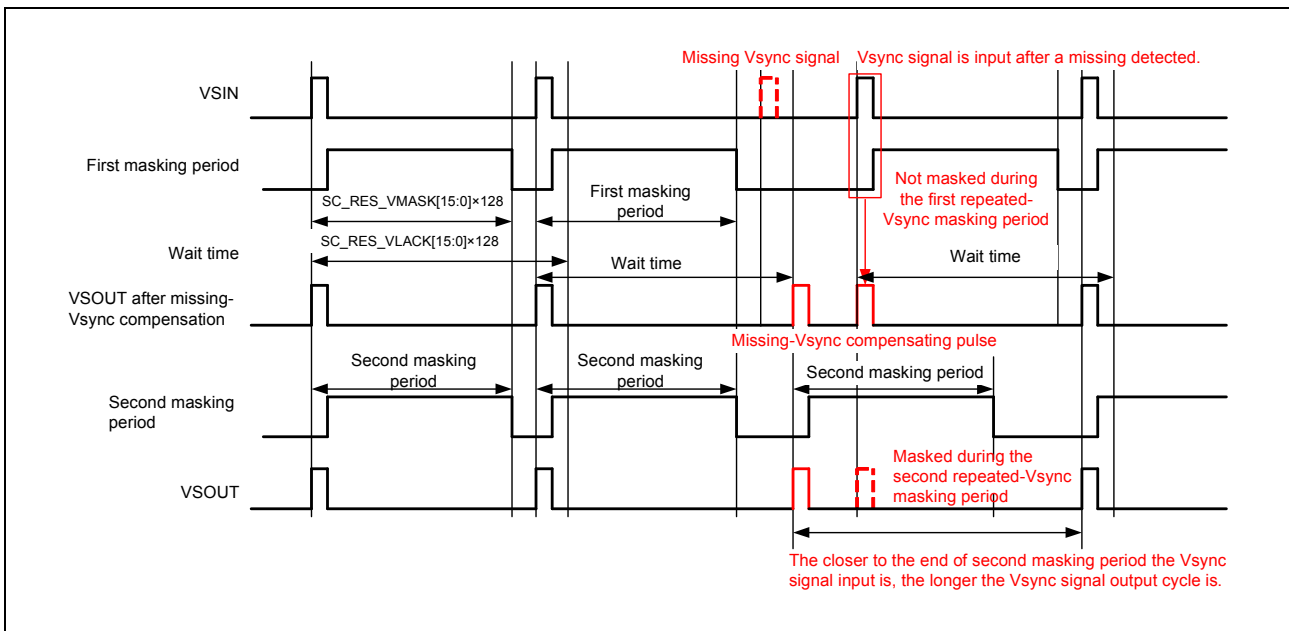 Missing Vsync signal
Vsync signal is input after a missing detected.
VSIN
First masking period
SC_RES_VMASK[15:0]×128
First masking
period
Not masked during
the first repeated-
Vsync masking period
SC_RES_VLACK[15:0]×128
Wait time
Wait time
Wait time
VSOUT after missing-
Vsync compensation
Missing-Vsync compensating pulse
Second masking
period
Second masking
period
Second masking period
Second masking
period
Masked during the
second repeated-Vsync
masking period
VSOUT
The closer to the end of second masking period the Vsync
signal input is, the longer the Vsync signal output cycle is.